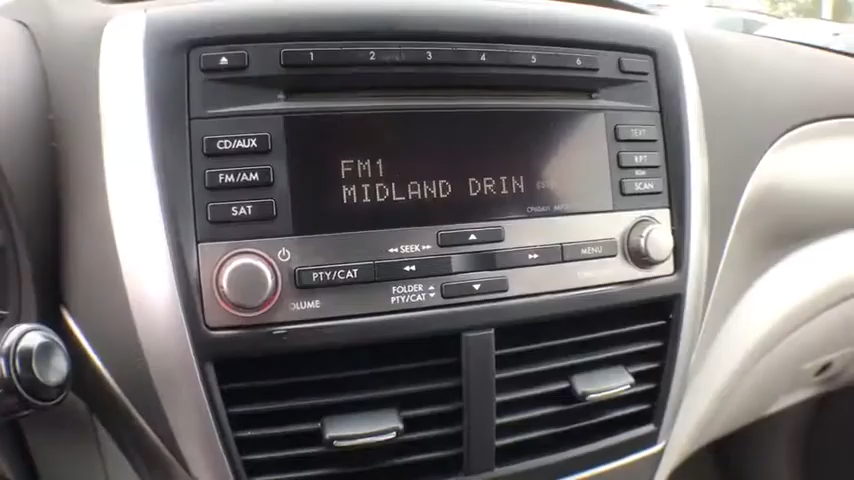 1 2 3 4 5 6
CD/AUX
TEXT
FM1
FM/AM
RPT
MIDLAND DRIN
SAT
SCAN
SEEK
PTY/CAT
MENU
FOLDER
PTY/CAT
VOLUME